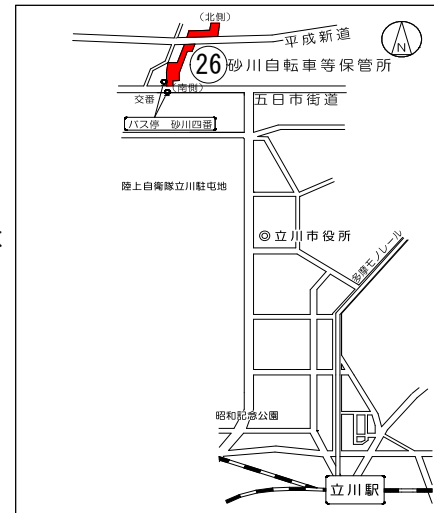 (北側)
平成新道
N
26 砂川自転車等保管所
(南側)
交番
五日市街道
バス停 砂川四番
陸上自衛隊立川駐屯地
◎立川市役所
多摩モノレール
昭和記念公園
立川駅